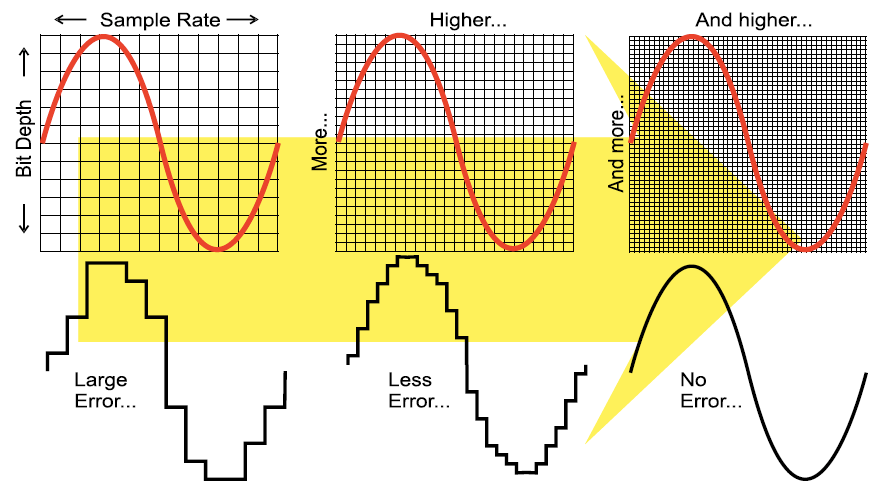 Sample Rate
Higher...
And higher...
Bit Depth
More...
And more...
Large
Error...
Less
Error...
No
Error...